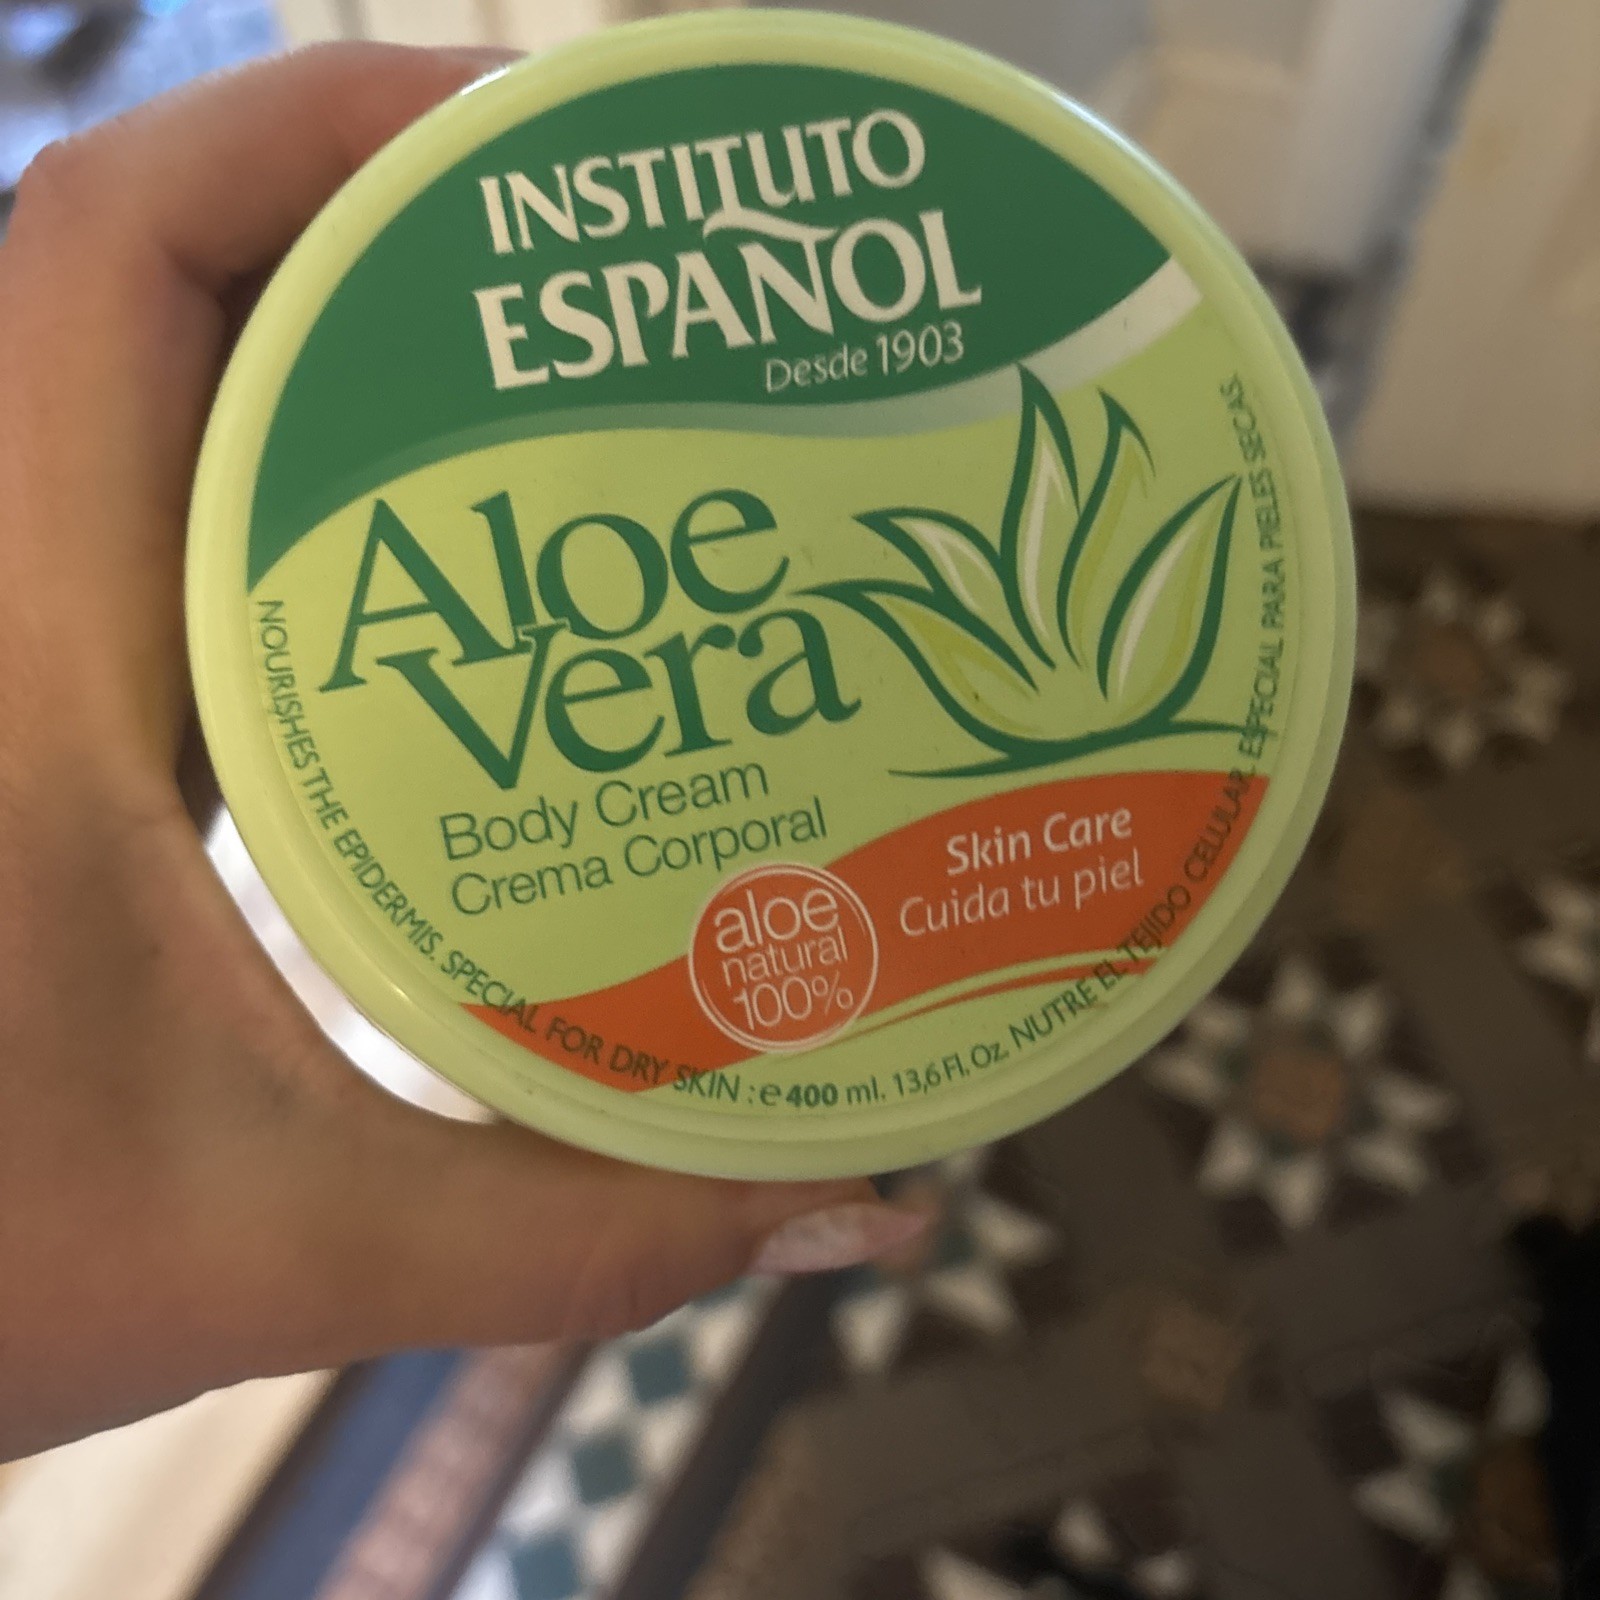 INSTITUTO
ESPAÑOL
Desde 1903
Aloe
Vera
Body Cream
Crema Corporal
Skin Care
Cuida tu piel
aloe
natural
100%
NOURISHES THE EPIDERMIS. SPECIAL FOR DRY SKIN : e 400 ml. 13,6 Fl. Oz. NUTRE EL TEJIDO CELULAR. ESPECIAL PARA PIELES SECAS.